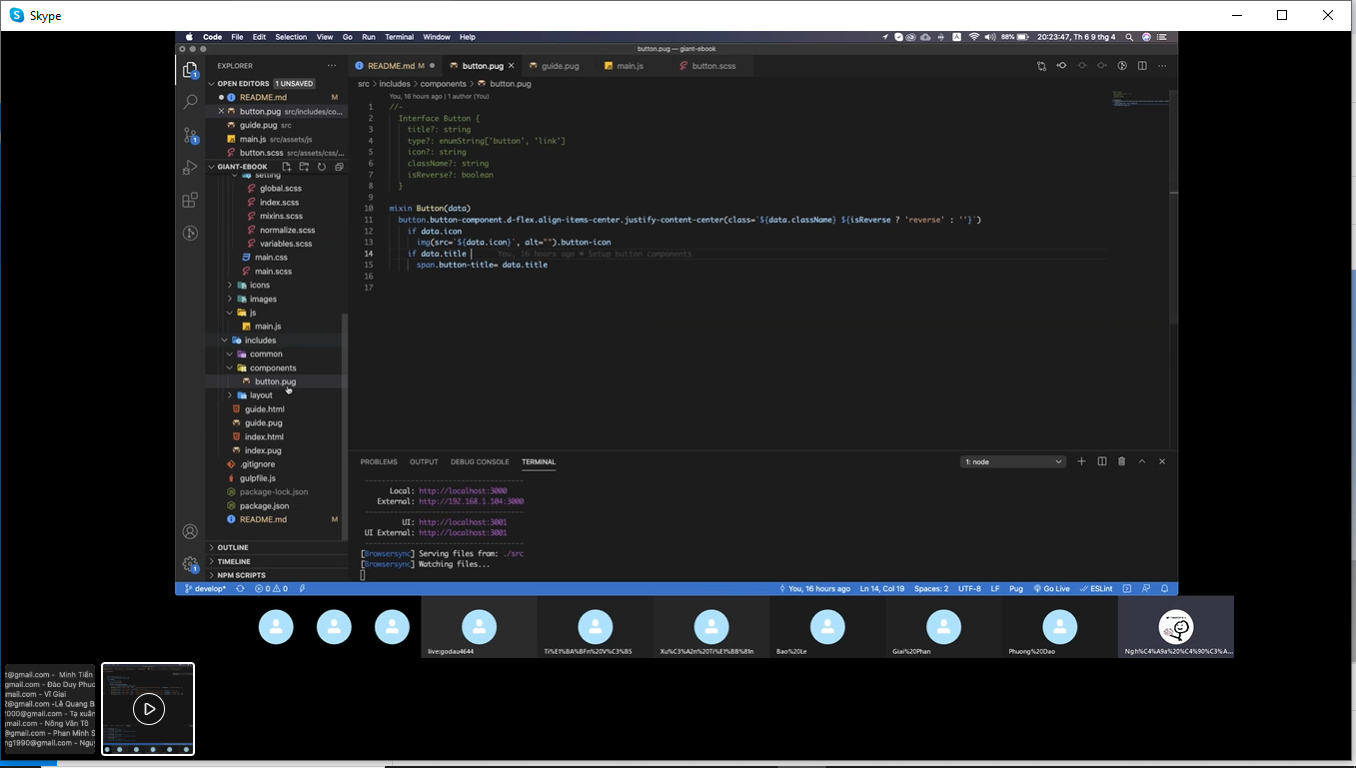 Skype
Code File Edit Selection View Go Run Terminal Window Help
88% 20:23:47, Th 6 9 thg 4
button.pug — giant-ebook
EXPLORER
README.md M
button.pug
guide.pug
main.js
button.scss
OPEN EDITORS 1 UNSAVED
README.md M
button.pug src/includes/co...
guide.pug src
main.js src/assets/js
button.scss src/assets/css/...
GIANT-EBOOK
setting
global.scss
index.scss
mixins.scss
normalize.scss
variables.scss
main.css
main.scss
icons
images
js
main.js
includes
common
components
button.pug
layout
guide.html
guide.pug
index.html
index.pug
.gitignore
gulpfile.js
package-lock.json
package.json
README.md M
OUTLINE
TIMELINE
NPM SCRIPTS
src > includes > components > button.pug
You, 16 hours ago | 1 author (You)
1 //-
2 Interface Button {
3 title?: string
4 type?: enumString['button', 'link']
5 icon?: string
6 className?: string
7 isReverse?: boolean
8 }
9
10 mixin Button(data)
11 button.button-component.d-flex.align-items-center.justify-content-center(class=`${data.className} ${isReverse ? 'reverse' : ''}`)
12 if data.icon
13 img(src=`${data.icon}`, alt="").button-icon
14 if data.title You, 16 hours ago • Setup button components
15 span.button-title= data.title
16
17
PROBLEMS OUTPUT DEBUG CONSOLE TERMINAL
1: node
Local: http://localhost:3000
External: http://192.168.1.104:3000
UI: http://localhost:3001
UI External: http://localhost:3001
[Browsersync] Serving files from: ./src
[Browsersync] Watching files...
develop* 0 0
You, 16 hours ago Ln 14, Col 19 Spaces: 2 UTF-8 LF Pug Go Live ESLint
live:godau4644
Ti%E1%BA%BFn%20V%C3%B5
Xu%C3%A2n%20Ti%E1%BB%81n
Bao%20Le
Giai%20Phan
Phuong%20Dao
Ngh%C4%A9a%20%C4%90%C3%A...
t@gmail.com - Minh Tiến
gmail.com - Đào Duy Phuc
mail.com - Vĩ Giai
2@gmail.com -Lê Quang B
2000@gmail.com - Tạ xuân
gmail.com - Nông Văn Tô
@gmail.com - Phan Minh S
ng1990@gmail.com - Nguy